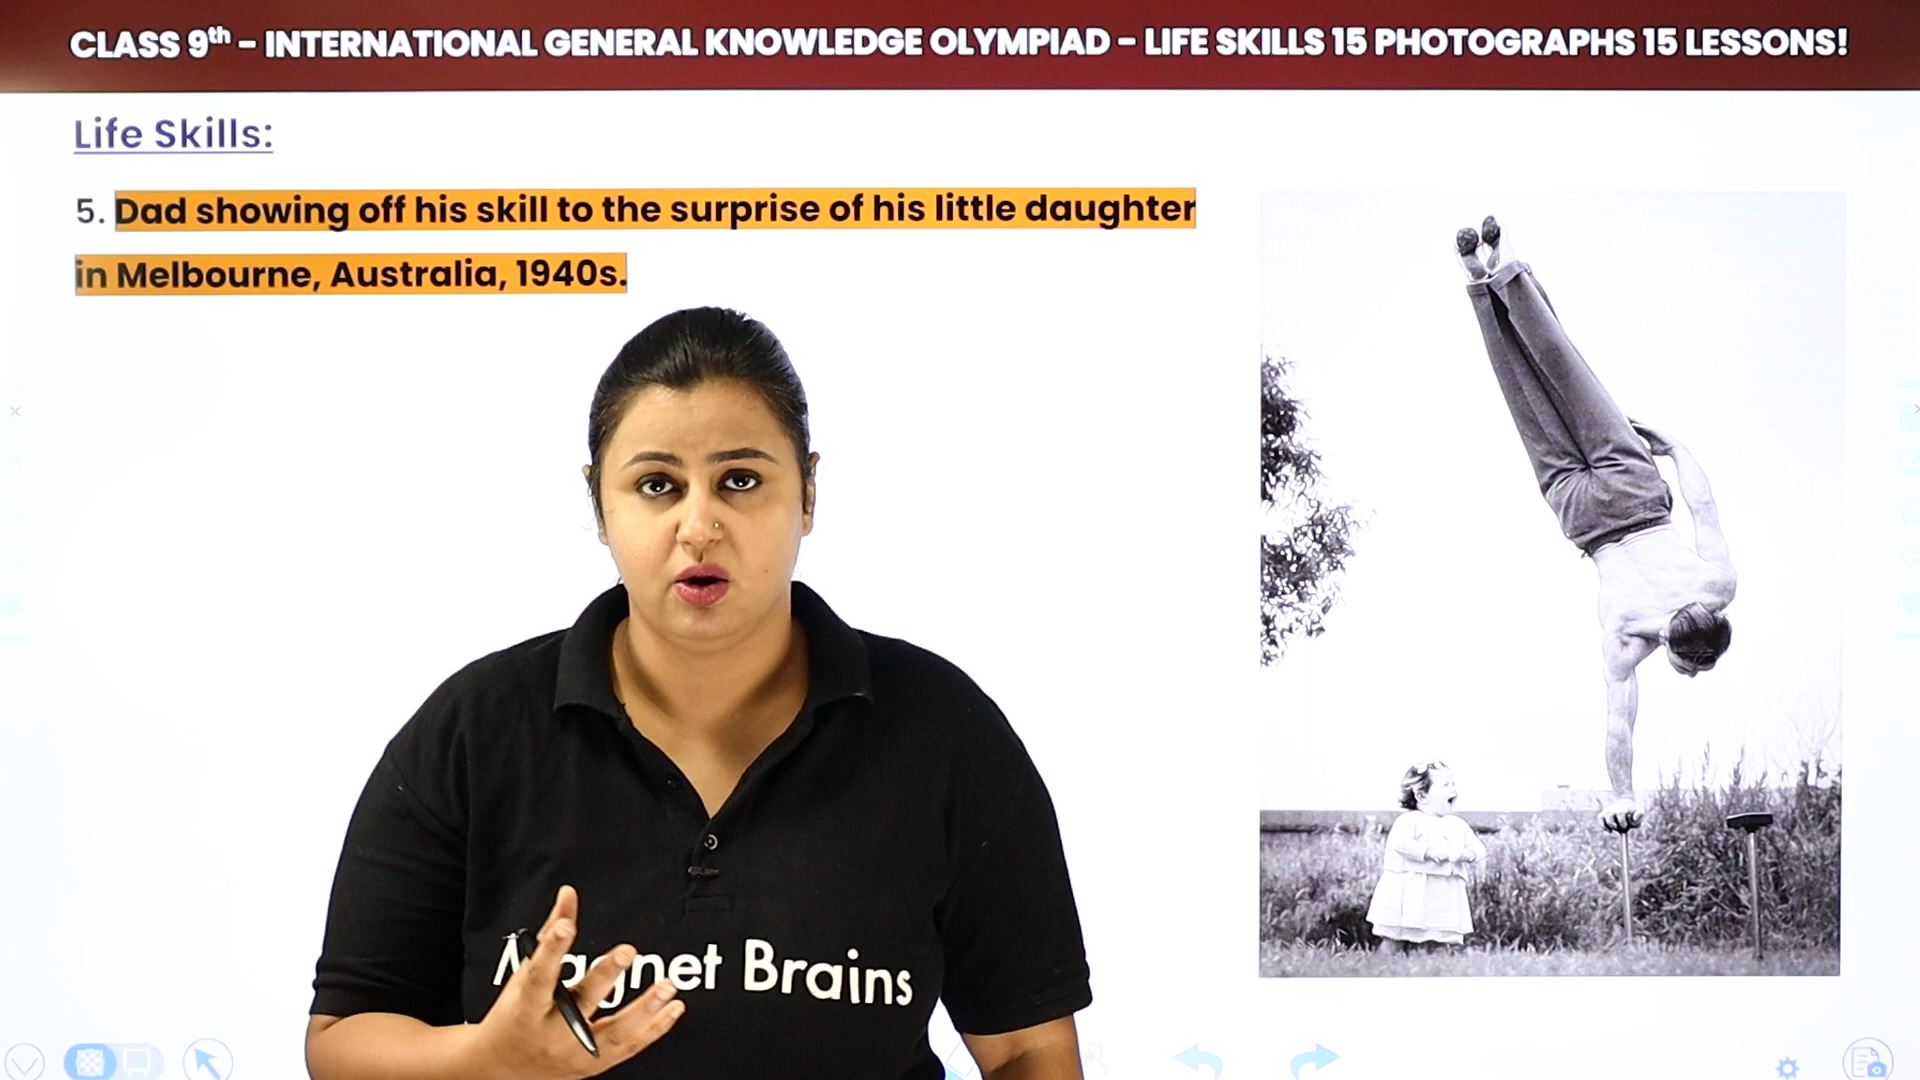 CLASS 9th - INTERNATIONAL GENERAL KNOWLEDGE OLYMPIAD - LIFE SKILLS 15 PHOTOGRAPHS 15 LESSONS!
Life Skills:
5. Dad showing off his skill to the surprise of his little daughter
in Melbourne, Australia, 1940s.
Magnet Brains